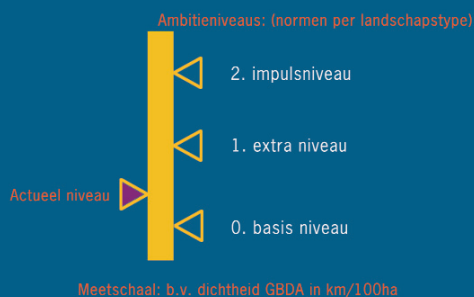 Ambitieniveaus: (normen per landschapstype)
2. impulsniveau
1. extra niveau
Actueel niveau
0. basis niveau
Meetschaal: b.v. dichtheid GBDA in km/100ha